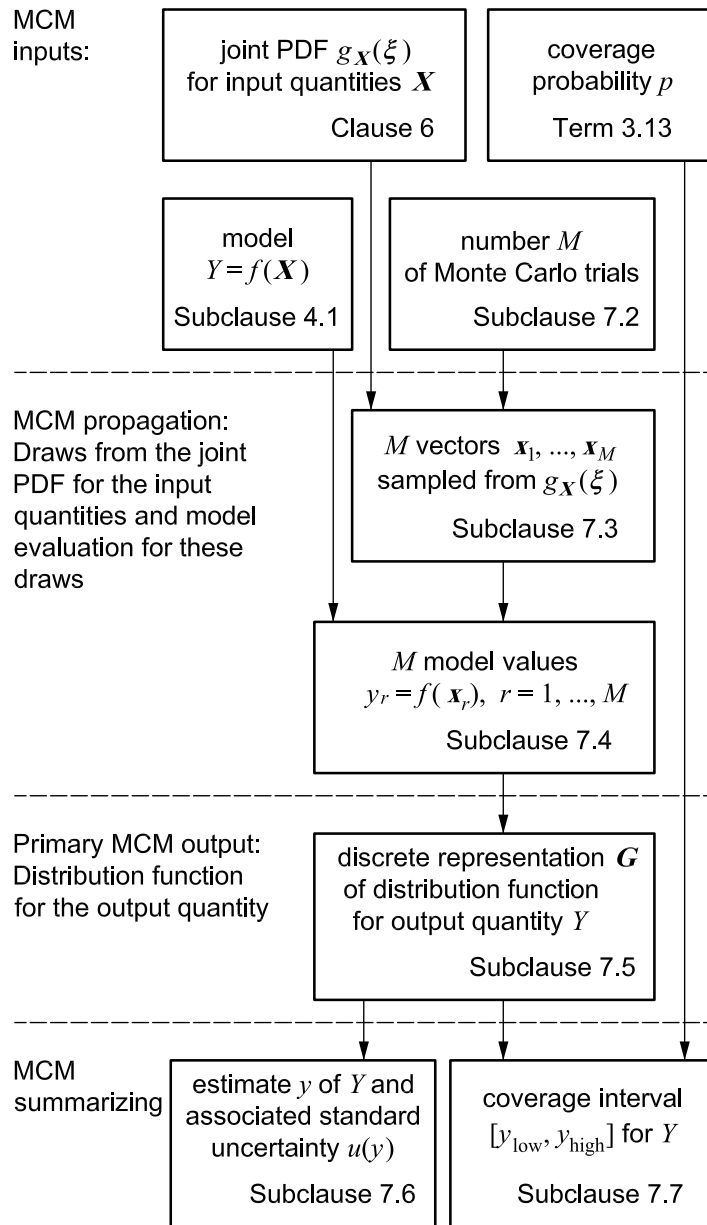 MCM
inputs:
joint PDF g_X(ξ)
for input quantities X
Clause 6
coverage
probability p
Term 3.13
model
Y = f(X)
Subclause 4.1
number M
of Monte Carlo trials
Subclause 7.2
MCM propagation:
Draws from the joint
PDF for the input
quantities and model
evaluation for these
draws
M vectors x₁, ..., x_M
sampled from g_X(ξ)
Subclause 7.3
M model values
y_r = f( x_r), r = 1, ..., M
Subclause 7.4
Primary MCM output:
Distribution function
for the output quantity
discrete representation G
of distribution function
for output quantity Y
Subclause 7.5
MCM
summarizing
estimate y of Y and
associated standard
uncertainty u(y)
Subclause 7.6
coverage interval
[y_low, y_high] for Y
Subclause 7.7